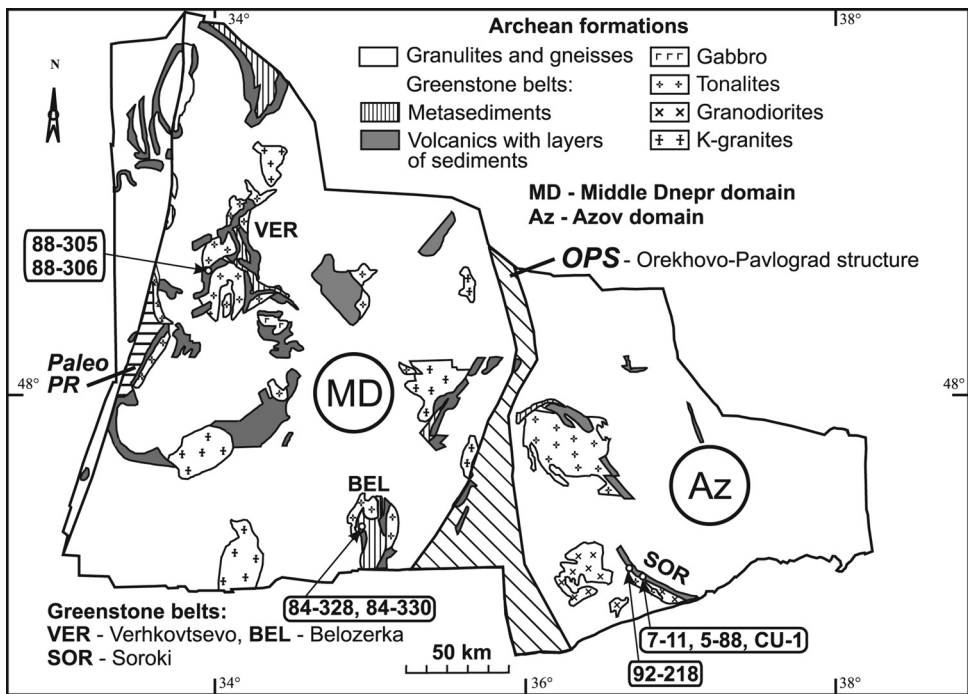 34°
38°
N
Archean formations
Granulites and gneisses
Greenstone belts:
Metasediments
Volcanics with layers
of sediments
Gabbro
Tonalites
Granodiorites
K-granites
MD - Middle Dnepr domain
Az - Azov domain
VER
88-305
88-306
OPS - Orekhovo-Pavlograd structure
Paleo
PR
48°
48°
MD
Az
BEL
SOR
84-328, 84-330
7-11, 5-88, CU-1
92-218
Greenstone belts:
VER - Verhkovtsevo, BEL - Belozerka
SOR - Soroki
50 km
34°
36°
38°